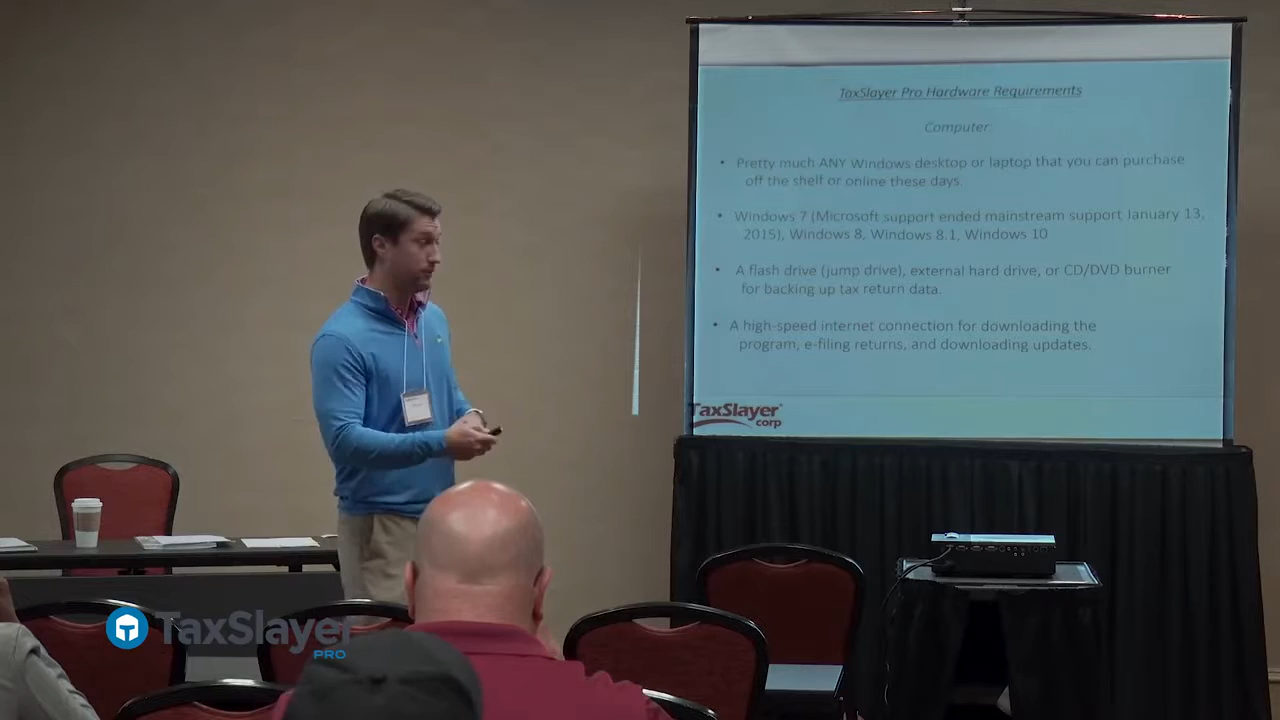 TaxSlayer Pro Hardware Requirements
Computer:
• Pretty much ANY Windows desktop or laptop that you can purchase
off the shelf or online these days.
• Windows 7 (Microsoft support ended mainstream support January 13,
2015), Windows 8, Windows 8.1, Windows 10
• A flash drive (jump drive), external hard drive, or CD/DVD burner
for backing up tax return data.
• A high-speed internet connection for downloading the
program, e-filing returns, and downloading updates.
TaxSlayer
corp
TaxSlayer
PRO